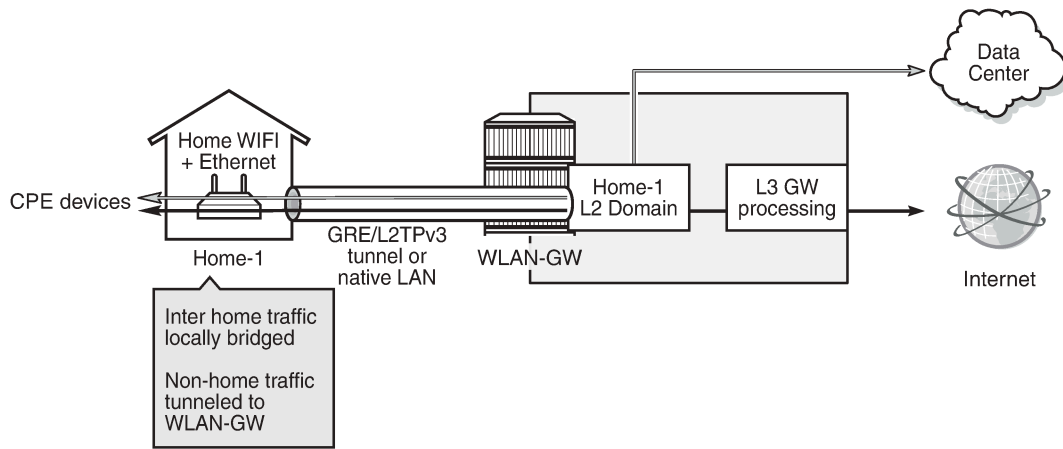 Data
Center
Home WIFI
+ Ethernet
CPE devices
Home-1
GRE/L2TPv3
tunnel or
native LAN
WLAN-GW
Home-1
L2 Domain
L3 GW
processing
Internet
Inter home traffic
locally bridged
Non-home traffic
tunneled to
WLAN-GW